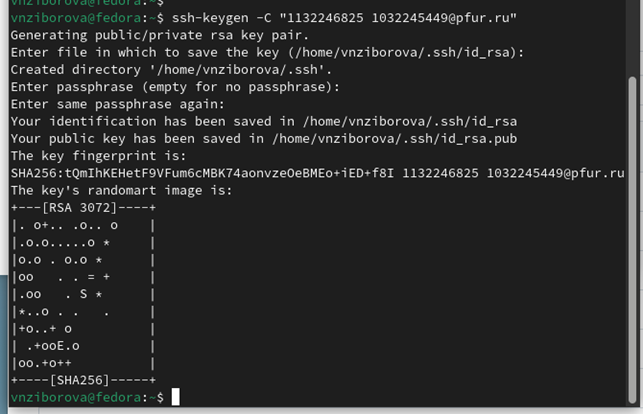 vnziborova@fedora:~$
vnziborova@fedora:~$ ssh-keygen -C "1132246825 1032245449@pfur.ru"
Generating public/private rsa key pair.
Enter file in which to save the key (/home/vnziborova/.ssh/id_rsa):
Created directory '/home/vnziborova/.ssh'.
Enter passphrase (empty for no passphrase):
Enter same passphrase again:
Your identification has been saved in /home/vnziborova/.ssh/id_rsa
Your public key has been saved in /home/vnziborova/.ssh/id_rsa.pub
The key fingerprint is:
SHA256:tQmIhKEHetF9VFum6cMBK74aonvzeOeBMEo+iED+f8I 1132246825 1032245449@pfur.ru
The key's randomart image is:
+---[RSA 3072]----+
|. o+.. .o.. o    |
|.o.o.....o *     |
|o.o . o.o *      |
|oo   . . = +     |
|.oo   . S *      |
|*..o . .   .     |
|+o..+ o          |
| .+ooE.o         |
|oo.+o++          |
+----[SHA256]-----+
vnziborova@fedora:~$